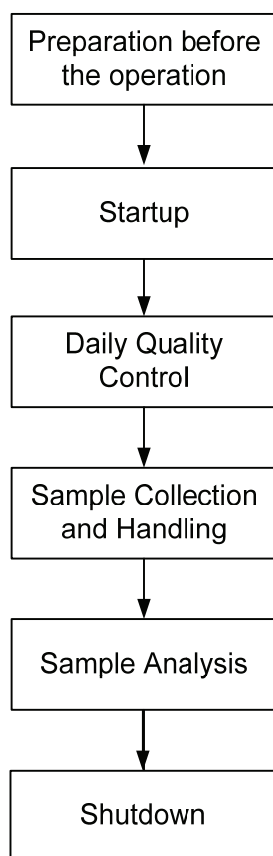 Preparation before
the operation
Startup
Daily Quality
Control
Sample Collection
and Handling
Sample Analysis
Shutdown